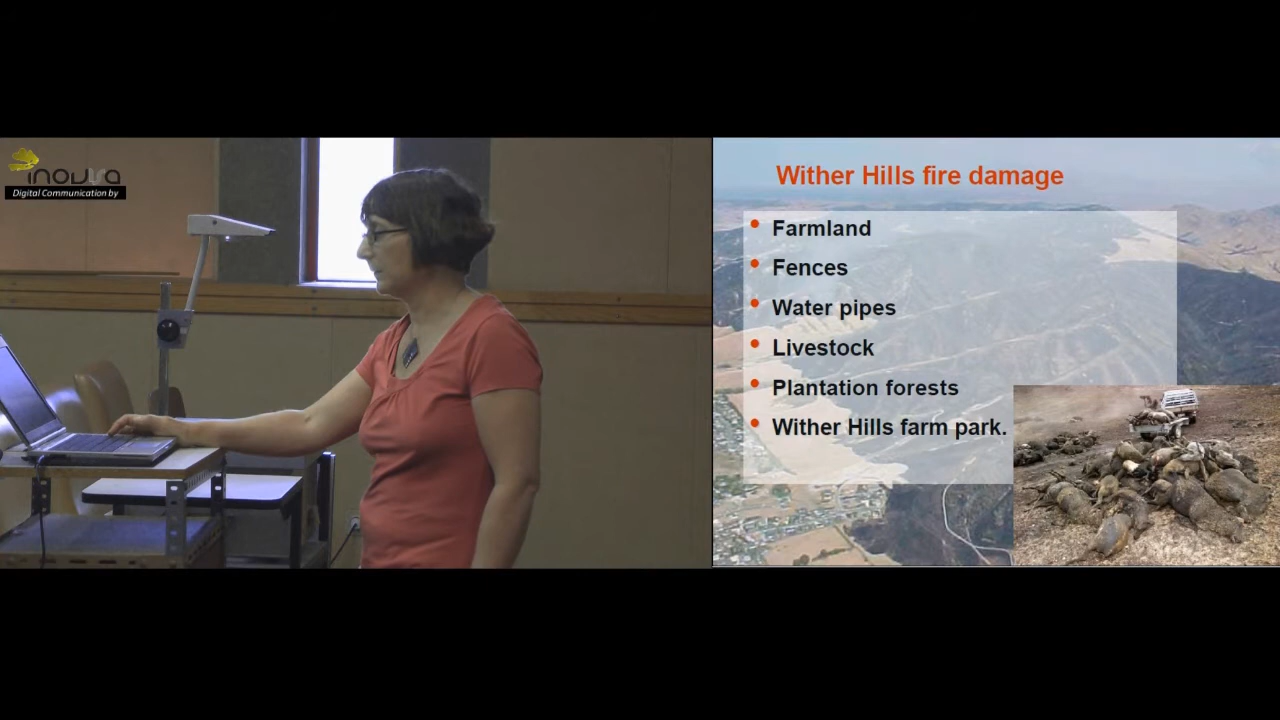 inovra
Digital Communication by
Wither Hills fire damage
• Farmland
• Fences
• Water pipes
• Livestock
• Plantation forests
• Wither Hills farm park.